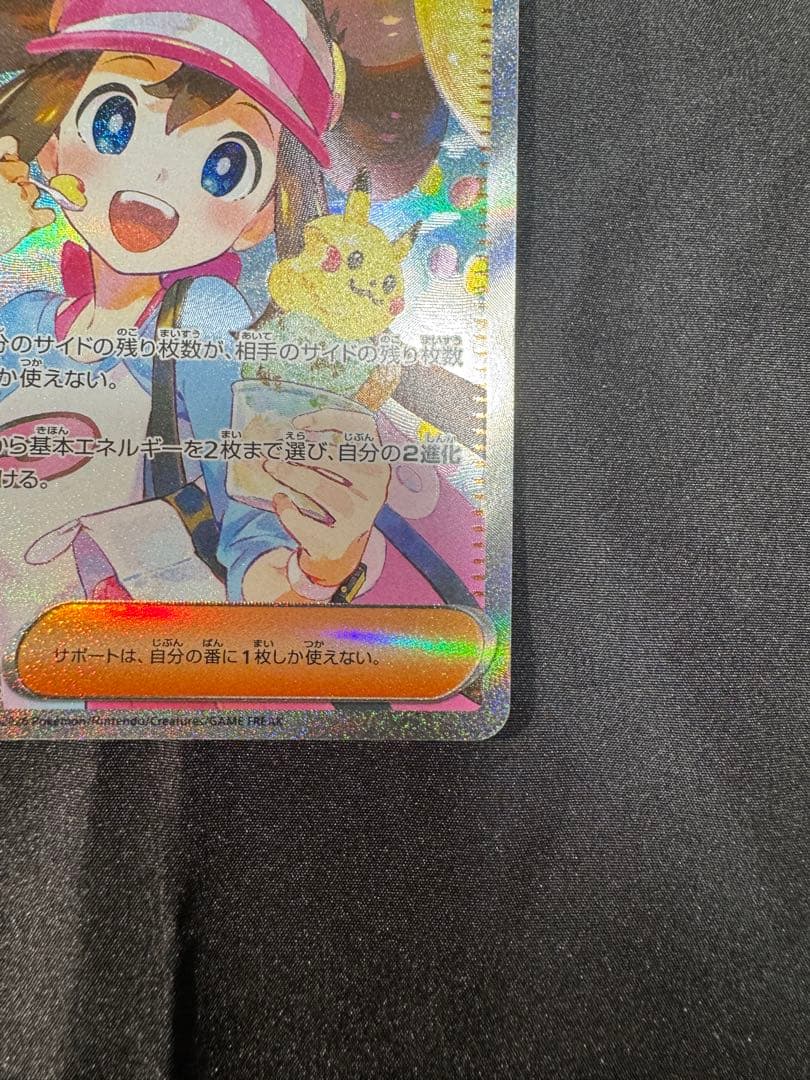 分のサイドの残り枚数が、相手のサイドの残り枚数
か使えない。
から基本エネルギーを2枚まで選び、自分の2進化
ける。
サポートは、自分の番に1枚しか使えない。
2026 Pokémon/Nintendo/Creatures/GAME FREAK